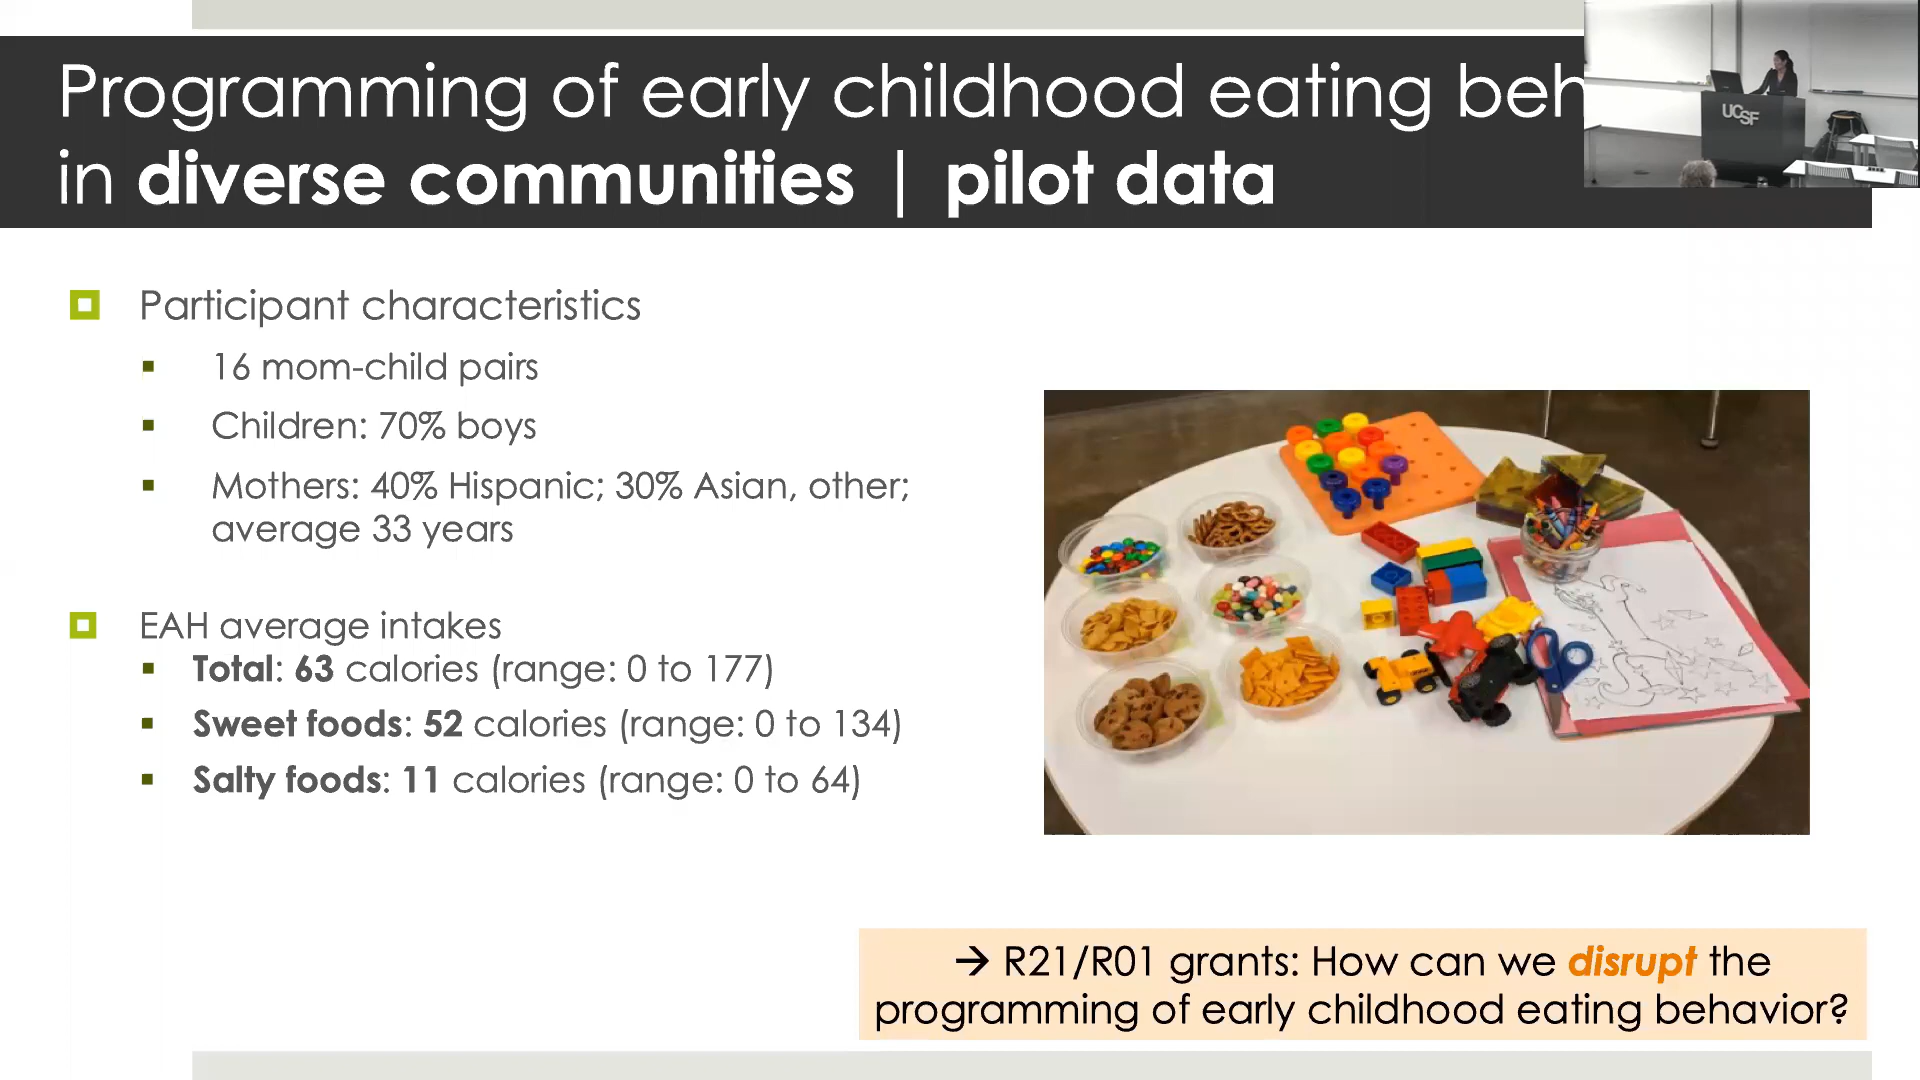 Programming of early childhood eating beh
in diverse communities | pilot data
UCSF
Participant characteristics
16 mom-child pairs
Children: 70% boys
Mothers: 40% Hispanic; 30% Asian, other;
average 33 years
EAH average intakes
Total: 63 calories (range: 0 to 177)
Sweet foods: 52 calories (range: 0 to 134)
Salty foods: 11 calories (range: 0 to 64)
→ R21/R01 grants: How can we disrupt the
programming of early childhood eating behavior?